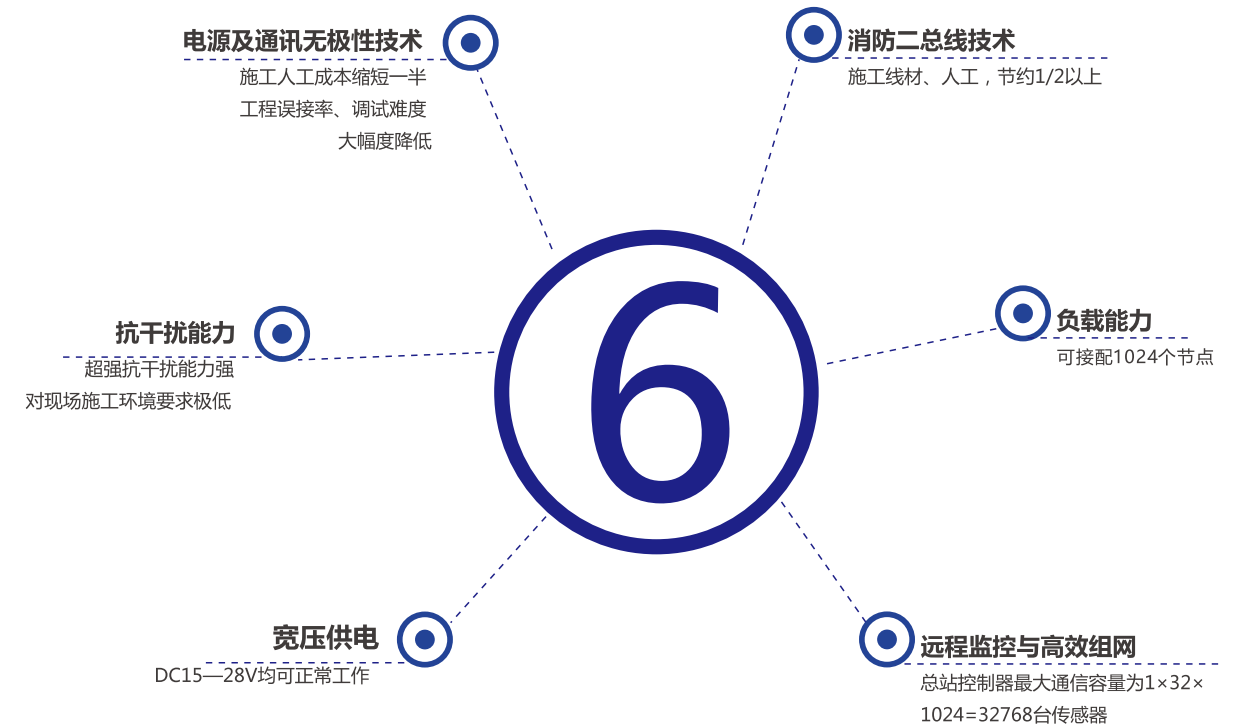 电源及通讯无极性技术
施工人工成本缩短一半
工程误接率、调试难度
大幅度降低
消防二总线技术
施工线材、人工，节约1/2以上
抗干扰能力
超强抗干扰能力强
对现场施工环境要求极低
6
负载能力
可接配1024个节点
宽压供电
DC15—28V均可正常工作
远程监控与高效组网
总站控制器最大通信容量为1×32×
1024=32768台传感器